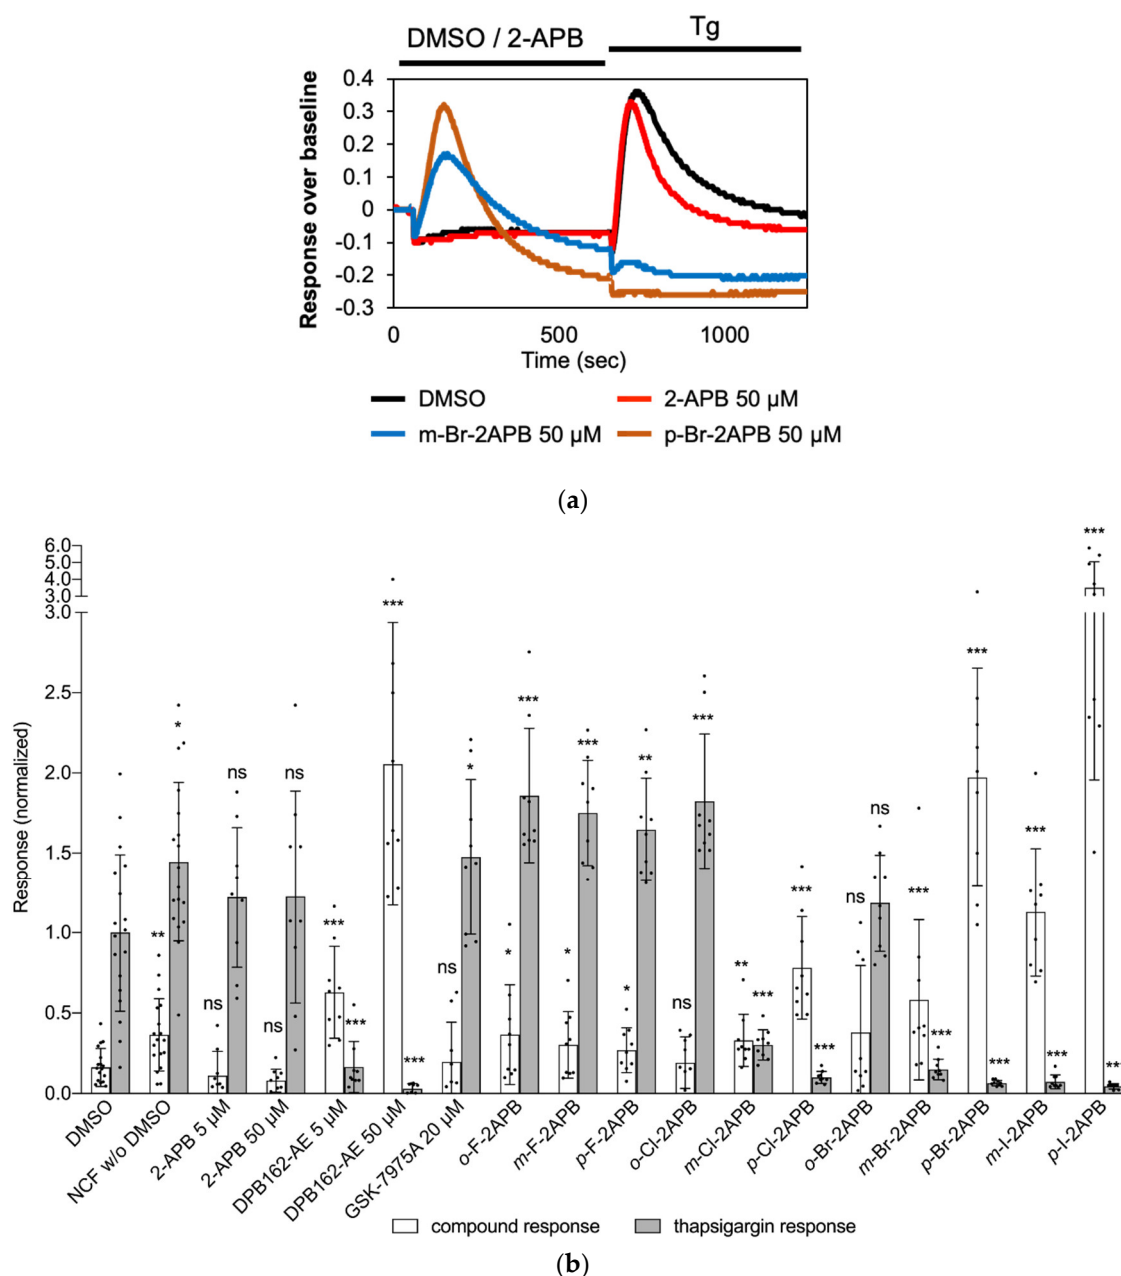 DMSO / 2-APB
Tg
Response over baseline
0.4
0.3
0.2
0.1
0
-0.1
-0.2
-0.3
0 500 1000
Time (sec)
DMSO 2-APB 50 µM
m-Br-2APB 50 µM p-Br-2APB 50 µM
(a)
Response (normalized)
6.0
5.0
4.0
3.0
3.0
2.5
2.0
1.5
1.0
0.5
0.0
** * ns ns ns ns *** *** *** *** ns * * *** * *** * ** ns *** ** *** *** *** ns ns *** *** *** *** *** *** *** ***
DMSO
NCF w/o DMSO
2-APB 5 µM
2-APB 50 µM
DPB162-AE 5 µM
DPB162-AE 50 µM
GSK-7975A 20 µM
o-F-2APB
m-F-2APB
p-F-2APB
o-Cl-2APB
m-Cl-2APB
p-Cl-2APB
o-Br-2APB
m-Br-2APB
p-Br-2APB
m-I-2APB
p-I-2APB
compound response thapsigargin response
(b)